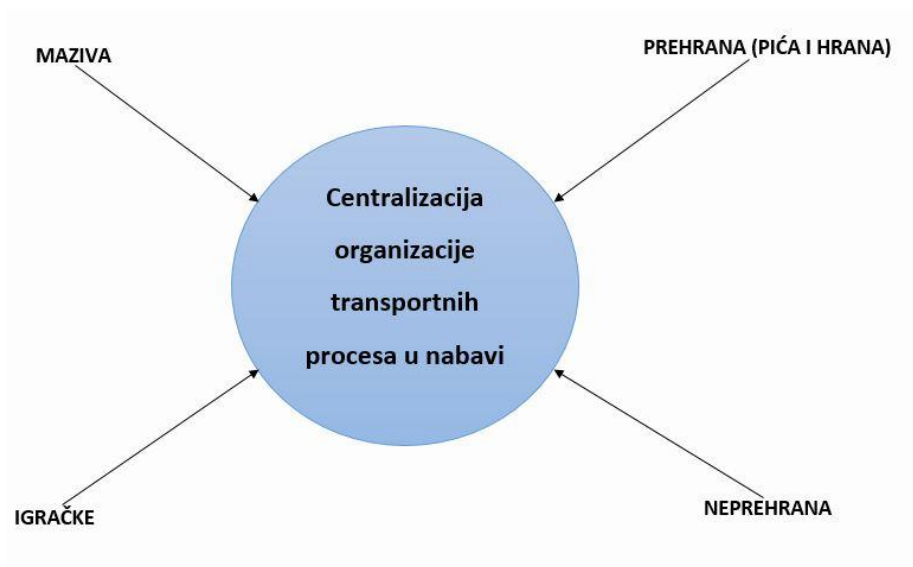 MAZIVA
PREHRANA (PIĆA I HRANA)
Centralizacija
organizacije
transportnih
procesa u nabavi
IGRAČKE
NEPREHRANA